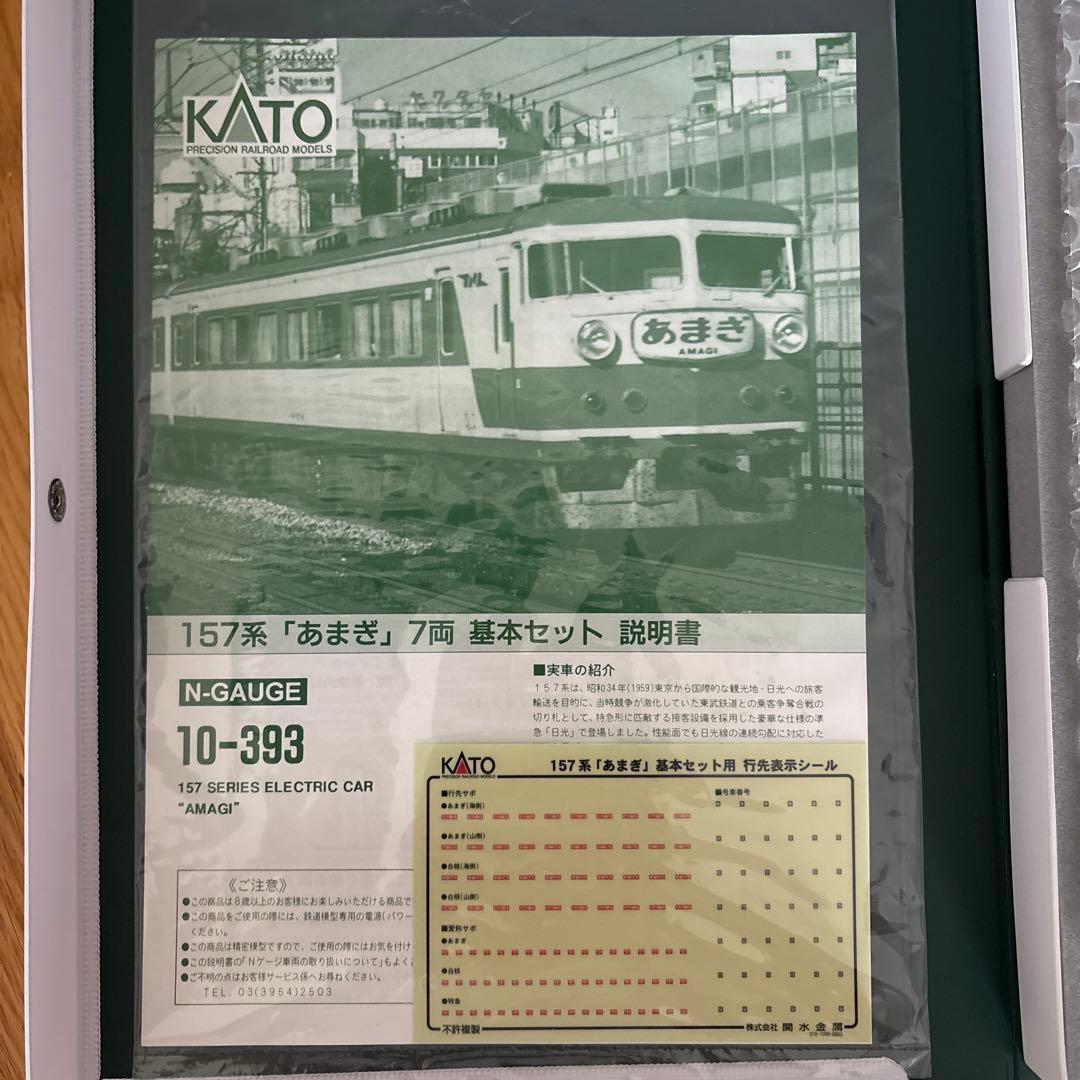 KATO
PRECISION RAILROAD MODELS
あまぎ
AMAGI
157系「あまぎ」7両 基本セット 説明書
N-GAUGE
10-393
157 SERIES ELECTRIC CAR
"AMAGI"
■実車の紹介
157系は、昭和34年(1959)東京から国際的な観光地・日光への旅客
輸送を目的に、当時競争が激化していた東武鉄道との乗客争奪合戦の
切り札として、特急形に匹敵する接客設備を採用した豪華な仕様の準
急「日光」で登場しました。性能面でも日光線の連続勾配に対応した
《ご注意》
●この商品は8歳以上のお客様にお楽しみいただける商品で
●この商品をご使用の際には、鉄道模型専用の電源(パワー
ください。
●この商品は精密模型ですので、ご使用の際にはお気を付け
●この説明書の「Nゲージ車両の取り扱いについて」もよく
●ご不明の点はお客様サービス係へお尋ねください。
TEL. 03(3954)2503
KATO
PRECISION RAILROAD MODELS
157系「あまぎ」基本セット用 行先表示シール
■行先サボ
■号車番号
●あまぎ(海側)
●あまぎ(山側)
●白根(海側)
●白根(山側)
■愛称サボ
●あまぎ
●白根
●特急
不許複製
株式会社 関水金属